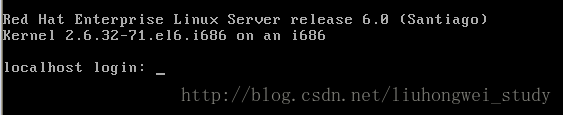 Red Hat Enterprise Linux Server release 6.0 (Santiago)
Kernel 2.6.32-71.el6.i686 on an i686
localhost login: _
http://blog.csdn.net/liuhongwei_study